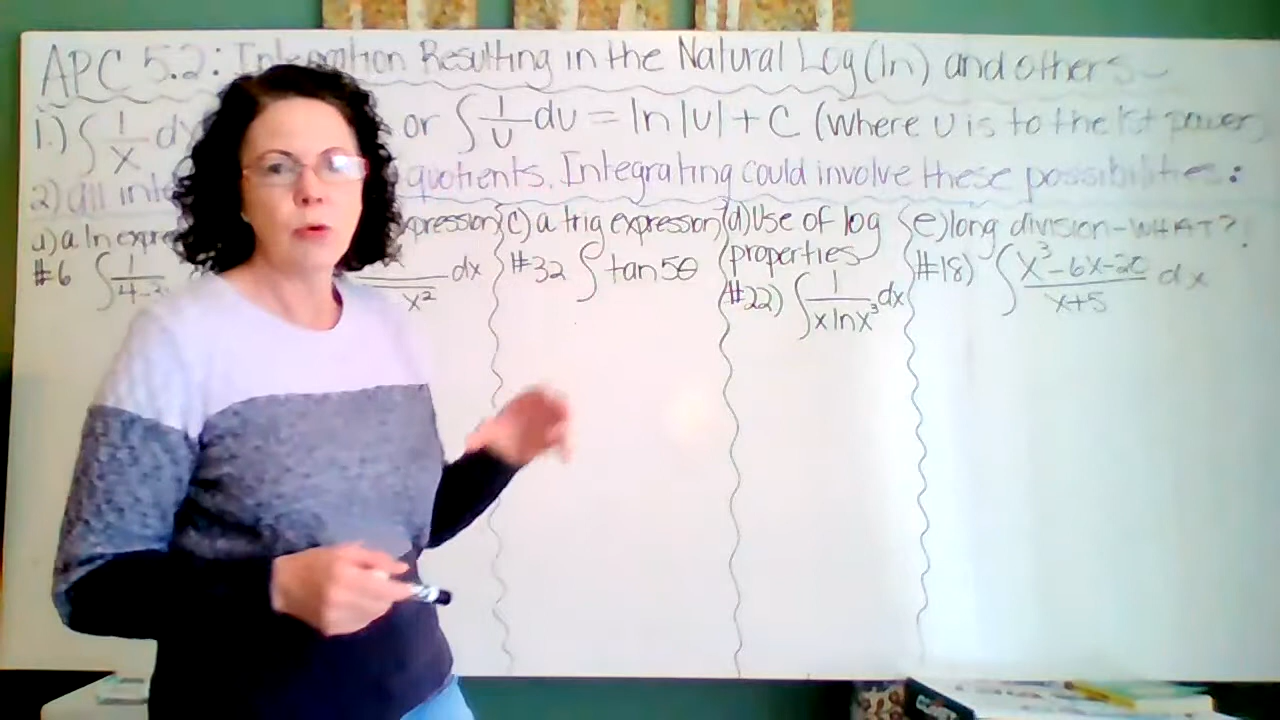 APC 5.2: Integration Resulting in the Natural Log (ln) and others
1.) ∫ 1/x d or ∫ 1/u du = ln|u| + C (where u is to the 1st power)
2) all quotients. Integrating could involve these possibilities:
a) a ln expression c) a trig expression d) Use of log properties e) long division - WHAT?!
#6 ∫ 1/4-3 x² dx #32 ∫ tan5θ #22) ∫ 1/x ln x³ dx #18) ∫ x³-6x-20/x+5 dx